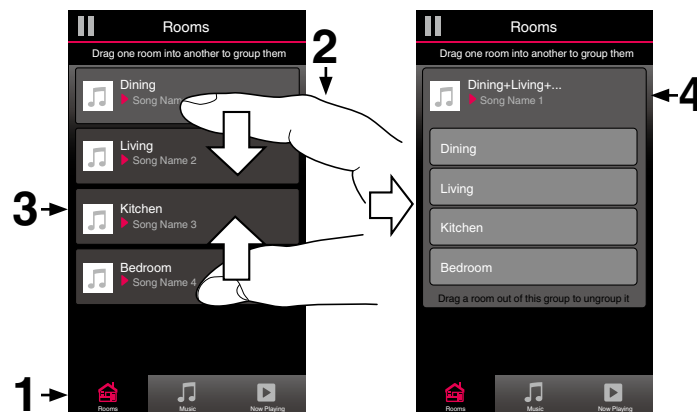 Rooms
Drag one room into another to group them
Dining
Song Nam
Living
Song Name 2
Kitchen
Song Name 3
Bedroom
Song Name 4
Rooms
Music
Now Playing
1
2
3
Rooms
Drag one room into another to group them
Dining+Living+...
Song Name 1
Dining
Living
Kitchen
Bedroom
Drag a room out of this group to ungroup it
Rooms
Music
Now Playing
4